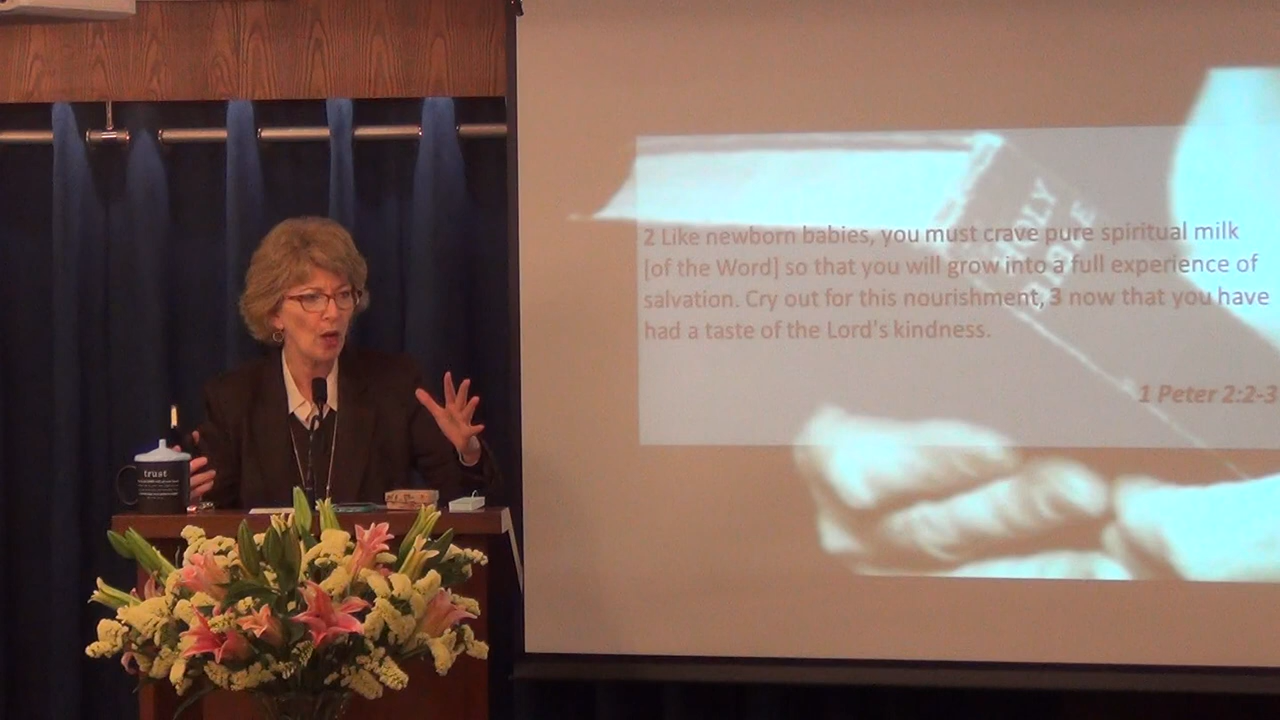 trust
HOLY
2 Like newborn babies, you must crave pure spiritual milk
[of the Word] so that you will grow into a full experience of
salvation. Cry out for this nourishment, 3 now that you have
had a taste of the Lord's kindness.
1 Peter 2:2-3